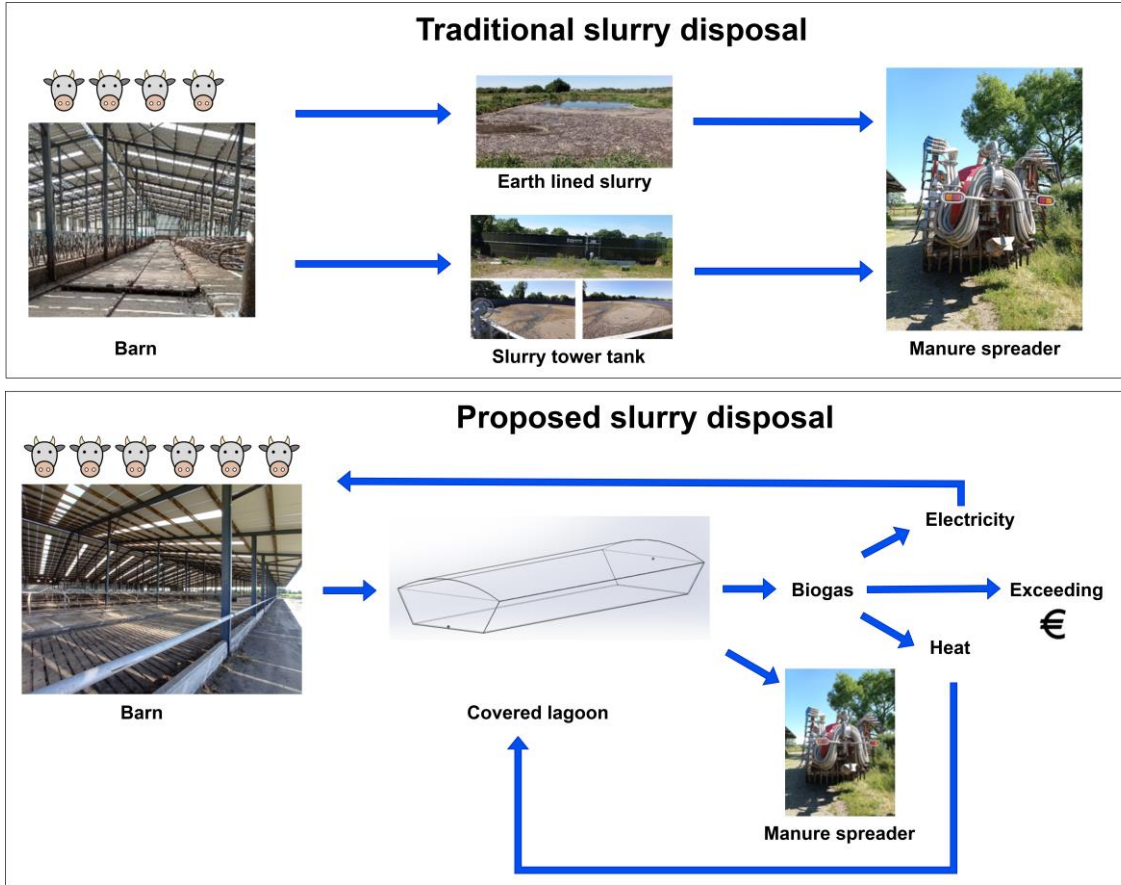 Traditional slurry disposal
Earth lined slurry
Barn
Slurry tower tank
Manure spreader
Proposed slurry disposal
Electricity
Biogas
Exceeding
€
Heat
Barn
Covered lagoon
Manure spreader